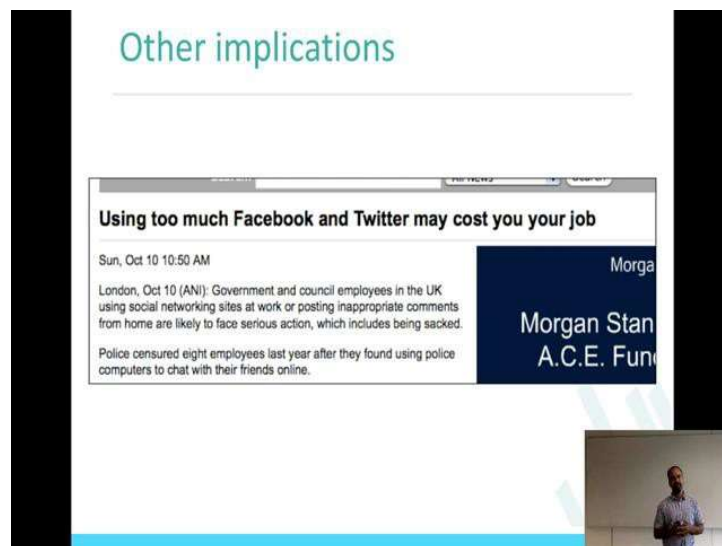 Other implications
Using too much Facebook and Twitter may cost you your job
Sun, Oct 10 10:50 AM
London, Oct 10 (ANI): Government and council employees in the UK
using social networking sites at work or posting inappropriate comments
from home are likely to face serious action, which includes being sacked.
Police censured eight employees last year after they found using police
computers to chat with their friends online.
Morga
Morgan Stan
A.C.E. Fun